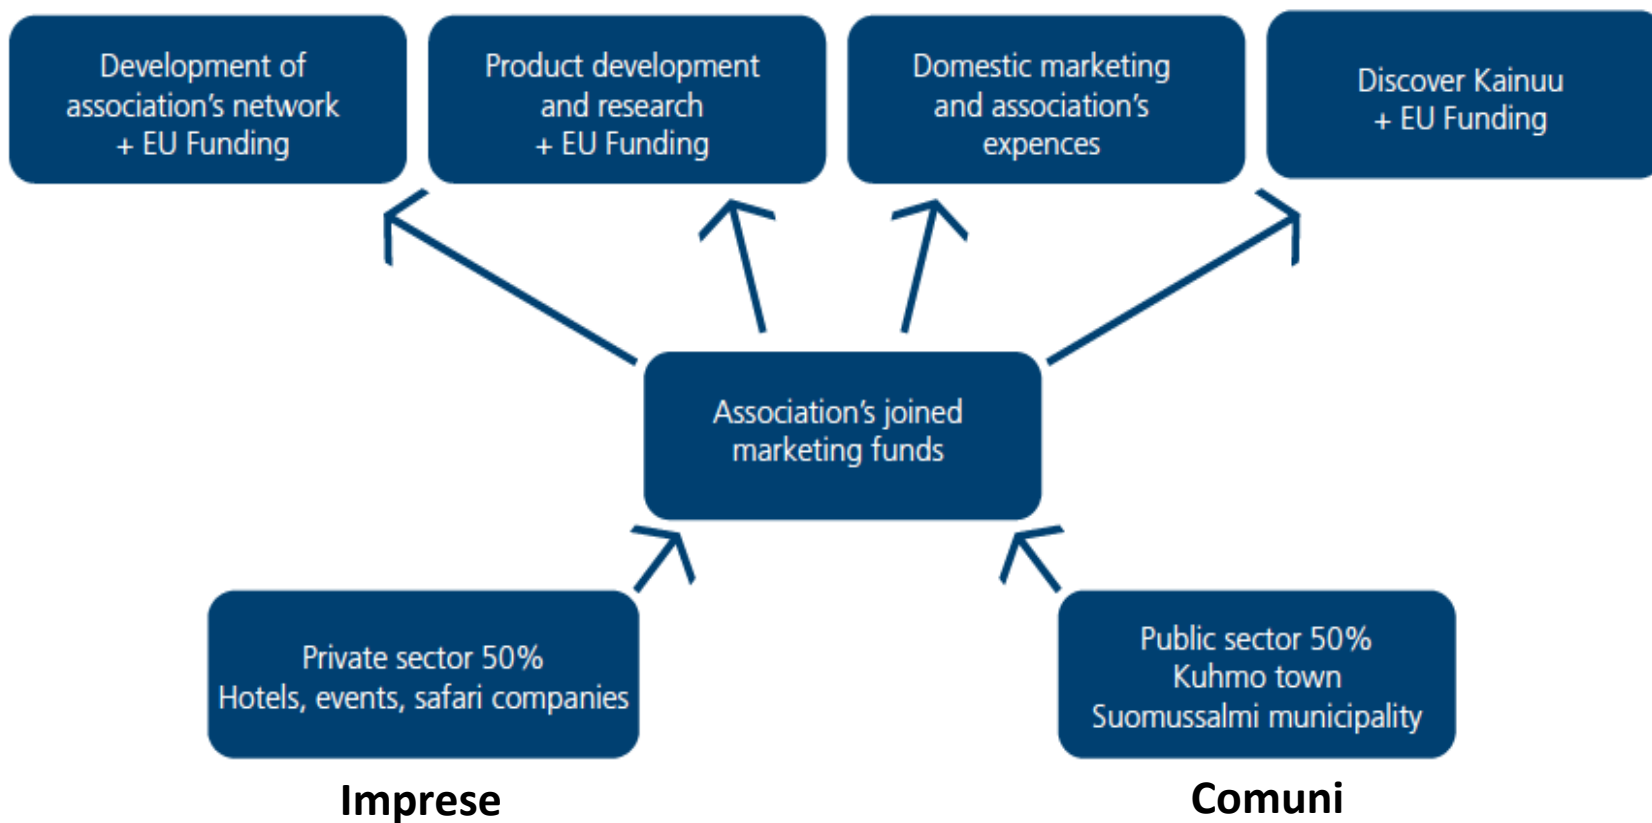 Development of
association's network
+ EU Funding
Product development
and research
+ EU Funding
Domestic marketing
and association's
expences
Discover Kainuu
+ EU Funding
Association's joined
marketing funds
Private sector 50%
Hotels, events, safari companies
Public sector 50%
Kuhmo town
Suomussalmi municipality
Imprese
Comuni